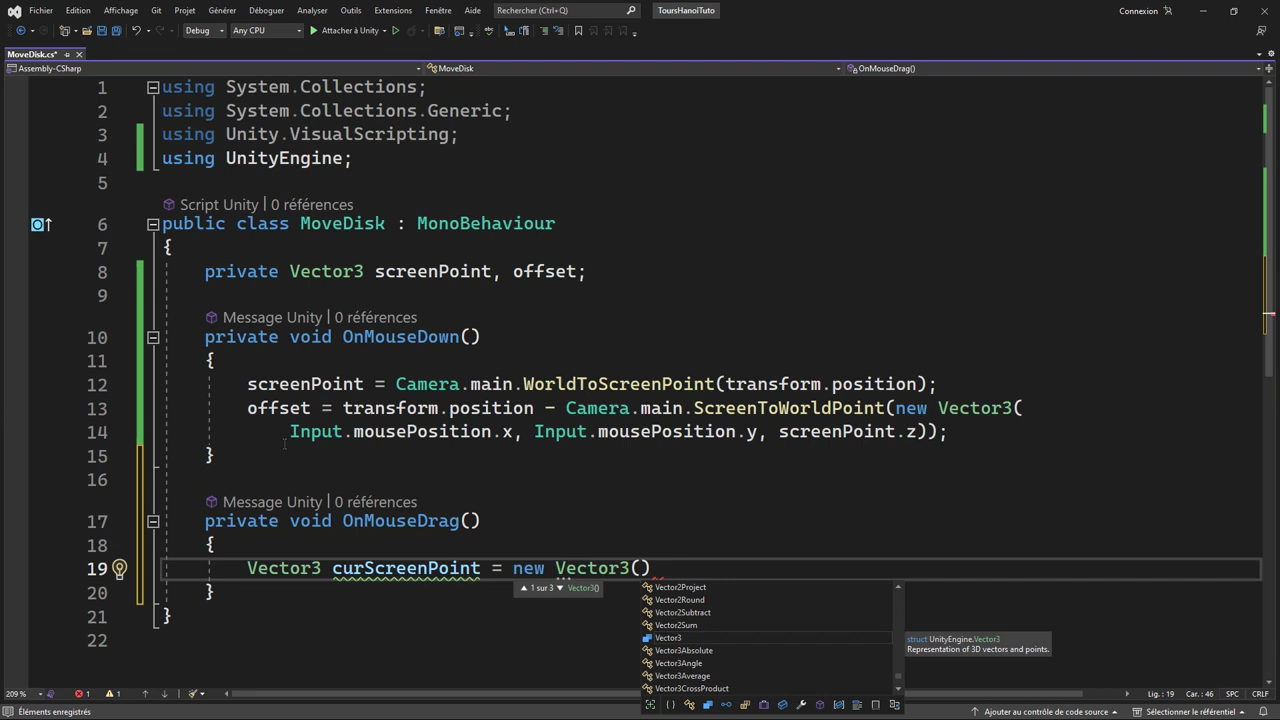 Fichier Edition Affichage Git Projet Générer Déboguer Analyser Outils Extensions Fenêtre Aide Rechercher (Ctrl+Q) ToursHanoiTuto Connexion
Debug Any CPU Attacher à Unity
MoveDisk.cs*
Assembly-CSharp MoveDisk OnMouseDrag()
1 using System.Collections;
2 using System.Collections.Generic;
3 using Unity.VisualScripting;
4 using UnityEngine;
5
Script Unity | 0 références
6 public class MoveDisk : MonoBehaviour
7 {
8 private Vector3 screenPoint, offset;
9
Message Unity | 0 références
10 private void OnMouseDown()
11 {
12 screenPoint = Camera.main.WorldToScreenPoint(transform.position);
13 offset = transform.position - Camera.main.ScreenToWorldPoint(new Vector3(
14 Input.mousePosition.x, Input.mousePosition.y, screenPoint.z));
15 }
16
Message Unity | 0 références
17 private void OnMouseDrag()
18 {
19 Vector3 curScreenPoint = new Vector3()
1 sur 3 Vector3()
20 }
21 }
22
Vector2Project
Vector2Round
Vector2Subtract
Vector2Sum
Vector3
Vector3Absolute
Vector3Angle
Vector3Average
Vector3CrossProduct
struct UnityEngine.Vector3
Representation of 3D vectors and points.
209 % 1 1 Lig : 19 Car. : 46 SPC CRLF
Éléments enregistrés Ajouter au contrôle de code source Sélectionner le référentiel